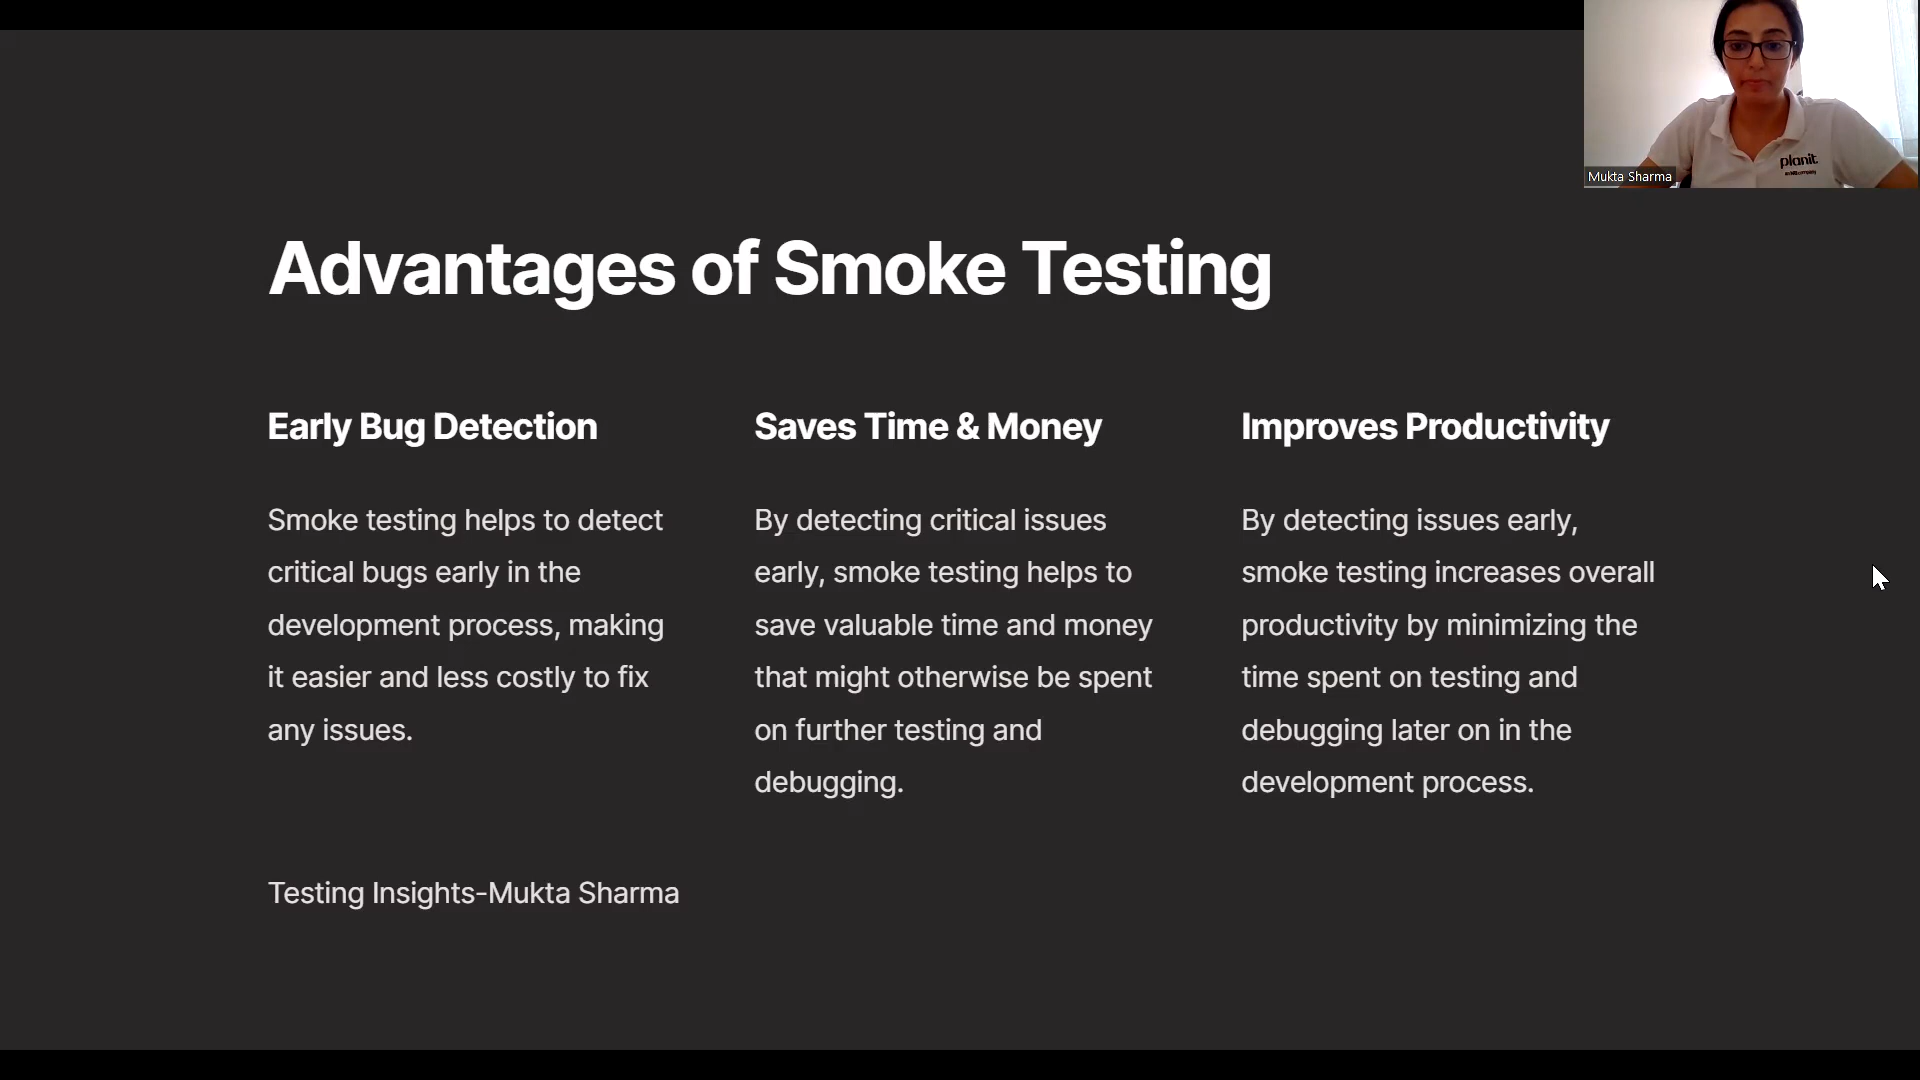 planit.
Mukta Sharma
Advantages of Smoke Testing
Early Bug Detection
Smoke testing helps to detect
critical bugs early in the
development process, making
it easier and less costly to fix
any issues.
Saves Time & Money
By detecting critical issues
early, smoke testing helps to
save valuable time and money
that might otherwise be spent
on further testing and
debugging.
Improves Productivity
By detecting issues early,
smoke testing increases overall
productivity by minimizing the
time spent on testing and
debugging later on in the
development process.
Testing Insights-Mukta Sharma